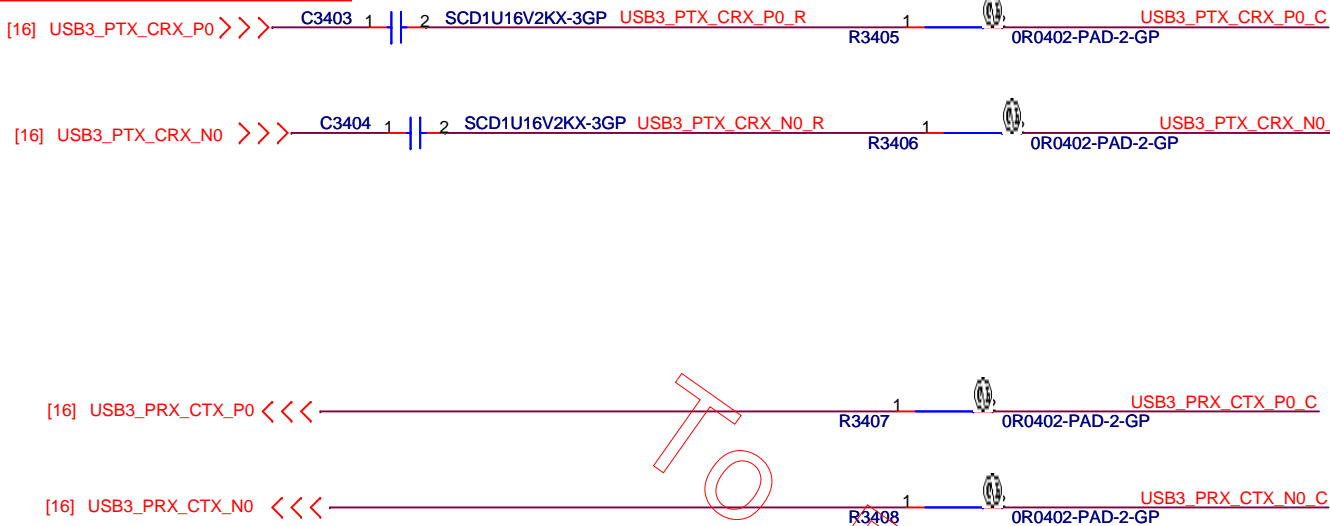 [16] USB3_PTX_CRX_P0 C3403 1 2 SCD1U16V2KX-3GP USB3_PTX_CRX_P0_R 1 USB3_PTX_CRX_P0_C
R3405 0R0402-PAD-2-GP
[16] USB3_PTX_CRX_N0 C3404 1 2 SCD1U16V2KX-3GP USB3_PTX_CRX_N0_R 1 USB3_PTX_CRX_N0_
R3406 0R0402-PAD-2-GP
[16] USB3_PRX_CTX_P0 1 USB3_PRX_CTX_P0_C
R3407 0R0402-PAD-2-GP
T
O
[16] USB3_PRX_CTX_N0 1 USB3_PRX_CTX_N0_C
R3408 0R0402-PAD-2-GP